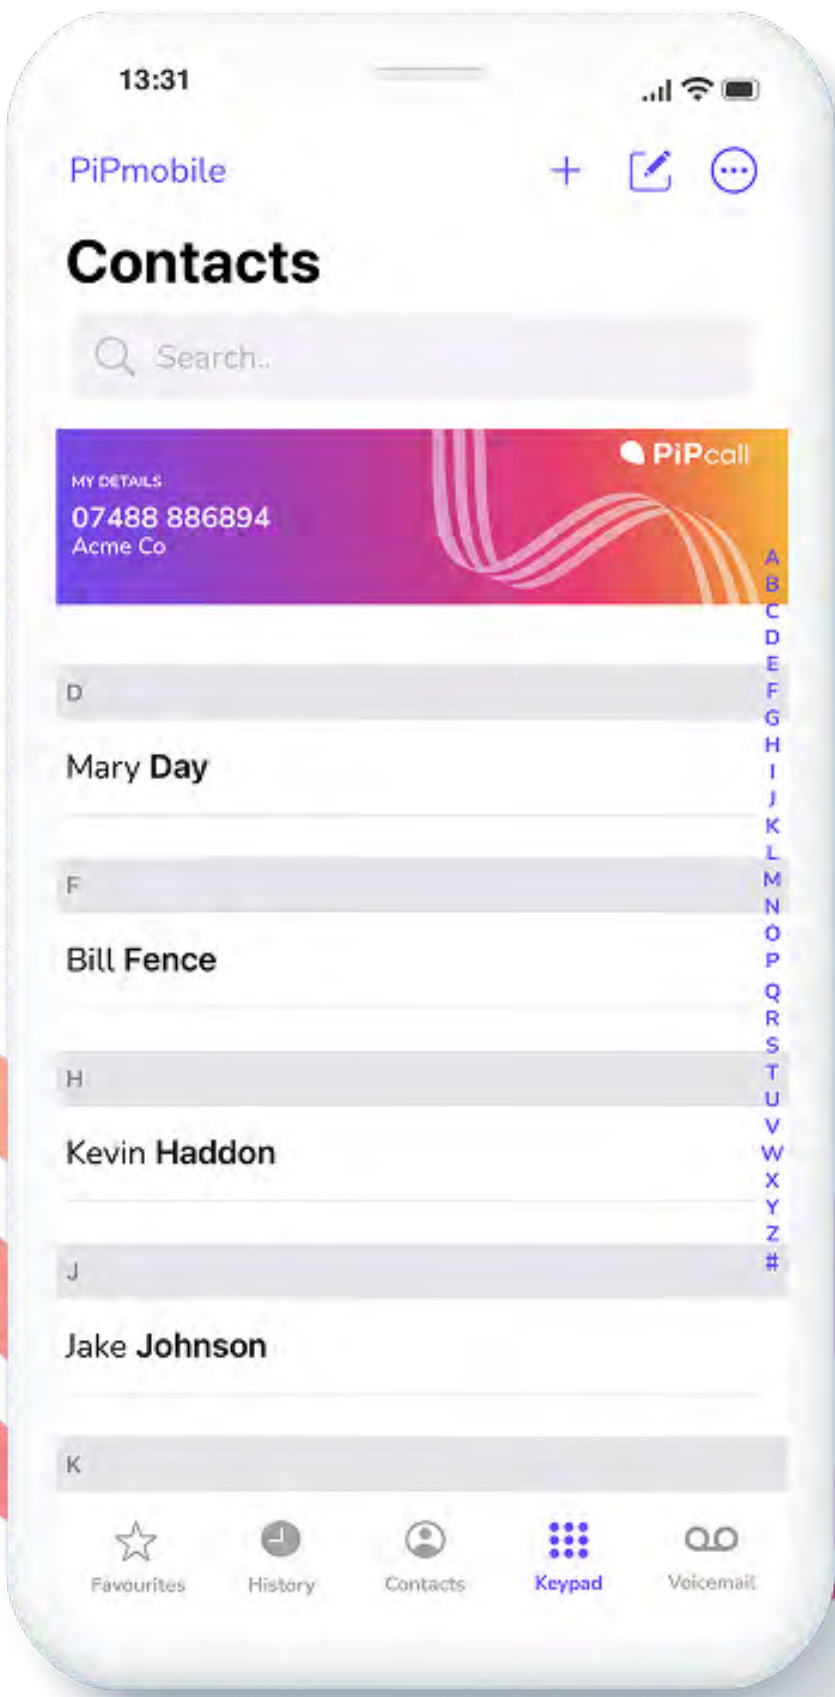 13:31
PiPmobile
Contacts
Search..
PiPcall
MY DETAILS
07488 886894
Acme Co
A
B
C
D
E
F
G
H
I
J
K
L
M
N
O
P
Q
R
S
T
U
V
W
X
Y
Z
#
D
Mary Day
F
Bill Fence
H
Kevin Haddon
J
Jake Johnson
K
Favourites History Contacts Keypad Voicemail